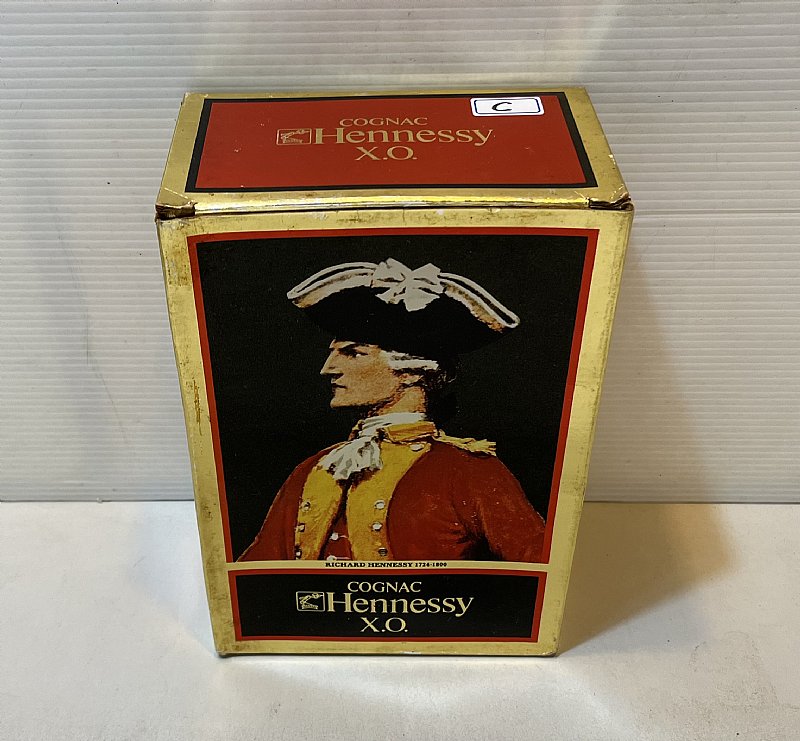 C
COGNAC
Hennessy
X.O.
RICHARD HENNESSY 1724-1800
COGNAC
Hennessy
X.O.